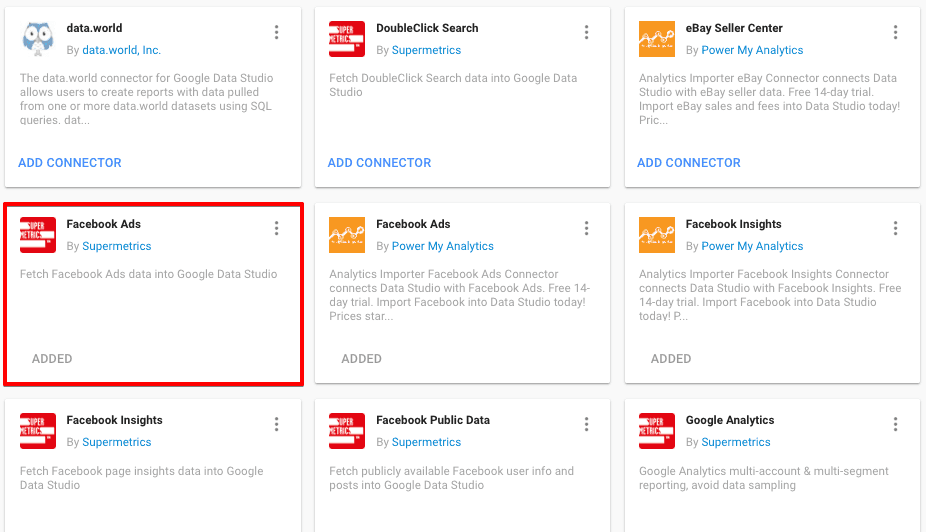 data.world
By data.world, Inc.
The data.world connector for Google Data Studio
allows users to create reports with data pulled
from one or more data.world datasets using SQL
queries. dat...
ADD CONNECTOR
SUPER
METRICS
DoubleClick Search
By Supermetrics
Fetch DoubleClick Search data into Google Data
Studio
ADD CONNECTOR
eBay Seller Center
By Power My Analytics
Analytics Importer eBay Connector connects Data
Studio with eBay seller data. Free 14-day trial.
Import eBay sales and fees into Data Studio today!
Pric...
ADD CONNECTOR
SUPER
METRICS
Facebook Ads
By Supermetrics
Fetch Facebook Ads data into Google Data Studio
ADDED
Facebook Ads
By Power My Analytics
Analytics Importer Facebook Ads Connector
connects Data Studio with Facebook Ads. Free 14-
day trial. Import Facebook into Data Studio today!
Prices star...
ADDED
Facebook Insights
By Power My Analytics
Analytics Importer Facebook Insights Connector
connects Data Studio with Facebook Insights. Free
14-day trial. Import Facebook into Data Studio
today! P...
ADDED
SUPER
METRICS
Facebook Insights
By Supermetrics
Fetch Facebook page insights data into Google
Data Studio
SUPER
METRICS
Facebook Public Data
By Supermetrics
Fetch publicly available Facebook user info and
posts into Google Data Studio
SUPER
METRICS
Google Analytics
By Supermetrics
Google Analytics multi-account & multi-segment
reporting, avoid data sampling